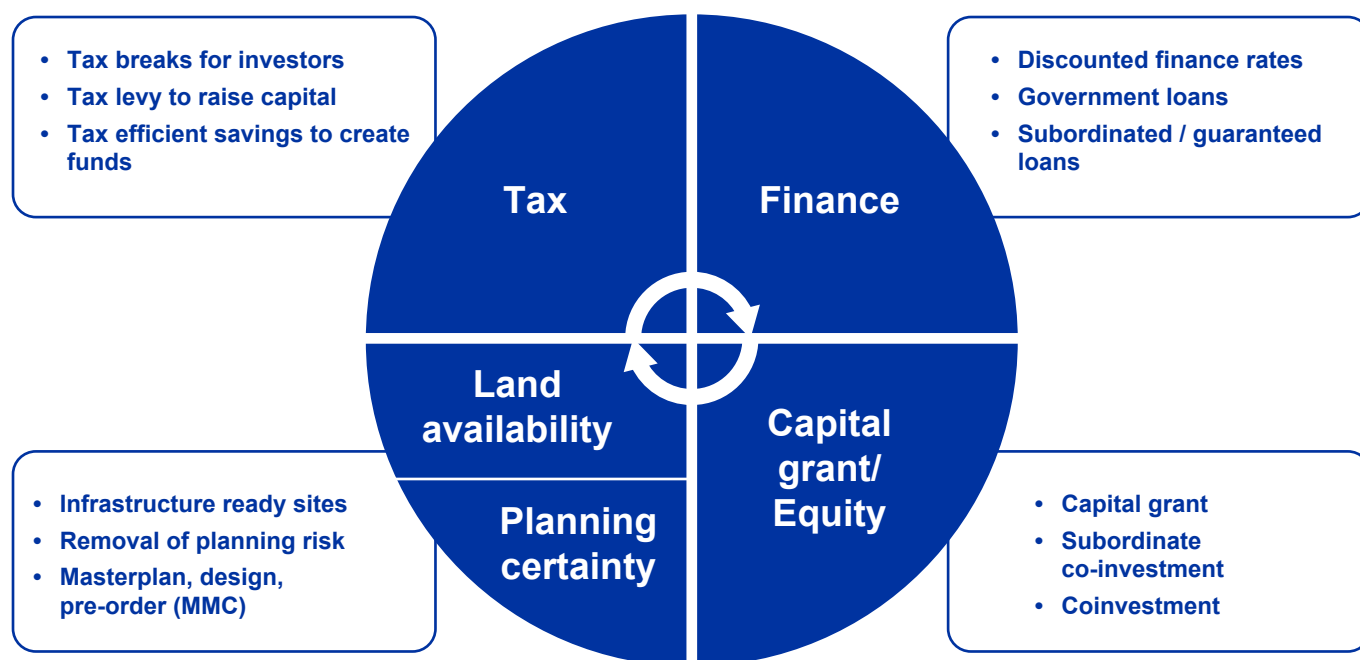 • Tax breaks for investors
• Tax levy to raise capital
• Tax efficient savings to create
funds
• Discounted finance rates
• Government loans
• Subordinated / guaranteed
loans
Tax
Finance
Land
availability
Planning
certainty
Capital
grant/
Equity
• Infrastructure ready sites
• Removal of planning risk
• Masterplan, design,
pre-order (MMC)
• Capital grant
• Subordinate
co-investment
• Coinvestment